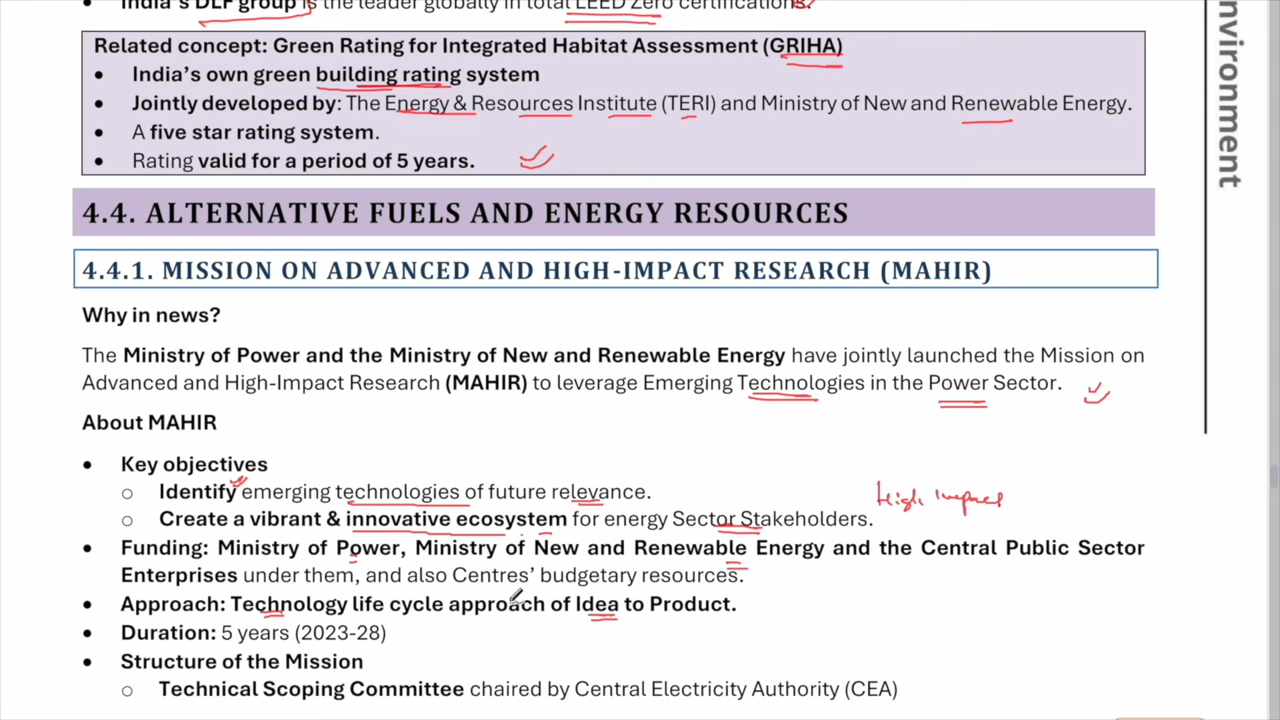 • India's DLF group is the leader globally in total LEED Zero certifications.
Related concept: Green Rating for Integrated Habitat Assessment (GRIHA)
• India's own green building rating system
• Jointly developed by: The Energy & Resources Institute (TERI) and Ministry of New and Renewable Energy.
• A five star rating system.
• Rating valid for a period of 5 years.
4.4. ALTERNATIVE FUELS AND ENERGY RESOURCES
4.4.1. MISSION ON ADVANCED AND HIGH-IMPACT RESEARCH (MAHIR)
Why in news?
The Ministry of Power and the Ministry of New and Renewable Energy have jointly launched the Mission on
Advanced and High-Impact Research (MAHIR) to leverage Emerging Technologies in the Power Sector.
About MAHIR
• Key objectives
o Identify emerging technologies of future relevance.
High Impact
o Create a vibrant & innovative ecosystem for energy Sector Stakeholders.
• Funding: Ministry of Power, Ministry of New and Renewable Energy and the Central Public Sector
Enterprises under them, and also Centres' budgetary resources.
• Approach: Technology life cycle approach of Idea to Product.
• Duration: 5 years (2023-28)
• Structure of the Mission
o Technical Scoping Committee chaired by Central Electricity Authority (CEA)
nvironment